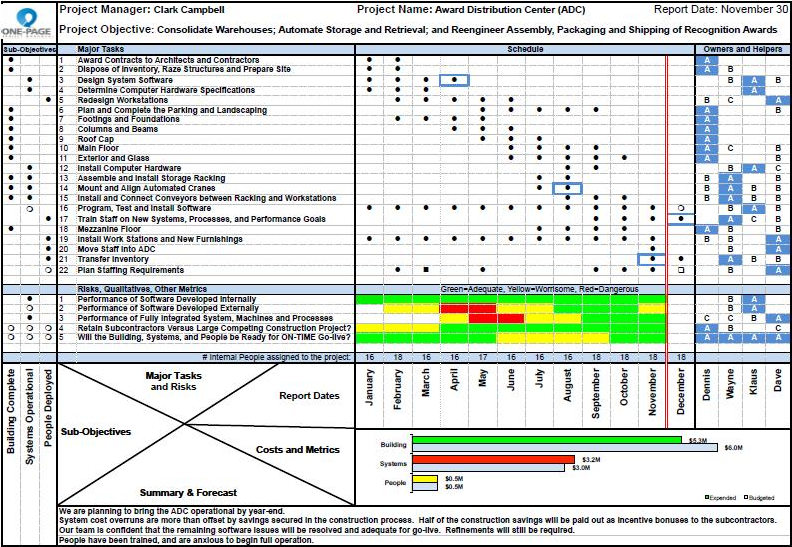 Project Manager: Clark Campbell Project Name: Award Distribution Center (ADC) Report Date: November 30
ONE-PAGE
Project Objective: Consolidate Warehouses; Automate Storage and Retrieval; and Reengineer Assembly, Packaging and Shipping of Recognition Awards
Sub-Objectives Major Tasks Schedule Owners and Helpers
1 Award Contracts to Architects and Contractors A
2 Dispose of Inventory, Raze Structures and Prepare Site A B
3 Design System Software B A B
4 Determine Computer Hardware Specifications A
5 Redesign Workstations B C A
6 Plan and Complete the Parking and Landscaping A B
7 Footings and Foundations A
8 Columns and Beams A
9 Roof Cap A
10 Main Floor A C B
11 Exterior and Glass A B
12 Install Computer Hardware B A C
13 Assemble and Install Storage Racking B A B
14 Mount and Align Automated Cranes B A B B
15 Install and Connect Conveyors between Racking and Workstations B A B B
16 Program, Test and Install Software B A B
17 Train Staff on New Systems, Processes, and Performance Goals A C B
18 Mezzanine Floor A B B
19 Install Work Stations and New Furnishings B B A
20 Move Staff into ADC B A
21 Transfer Inventory A B B
22 Plan Staffing Requirements B A
Risks, Qualitatives, Other Metrics Green=Adequate, Yellow=Worrisome, Red=Dangerous
1 Performance of Software Developed Internally B A
2 Performance of Software Developed Externally B A
3 Performance of Fully Integrated System, Machines and Processes C C B A
4 Retain Subcontractors Versus Large Competing Construction Project? A B C
5 Will the Building, Systems, and People be Ready for ON-TIME Go-live? A A A A
# Internal People assigned to the project: 16 18 16 16 17 16 16 16 18 18 18 18
Building Complete
Systems Operational
People Deployed
Major Tasks
and Risks
Report Dates
Sub-Objectives
Costs and Metrics
Summary & Forecast
January February March April May June July August September October November December Dennis Wayne Klaus Dave
Building $5.3M
$6.0M
Systems $3.2M
$3.0M
People $0.5M
$0.5M
Expended Budgeted
We are planning to bring the ADC operational by year-end.
System cost overruns are more than offset by savings secured in the construction process. Half of the construction savings will be paid out as incentive bonuses to the subcontractors.
Our team is confident that the remaining software issues will be resolved and adequate for go-live. Refinements will still be required.
People have been trained, and are anxious to begin full operation.